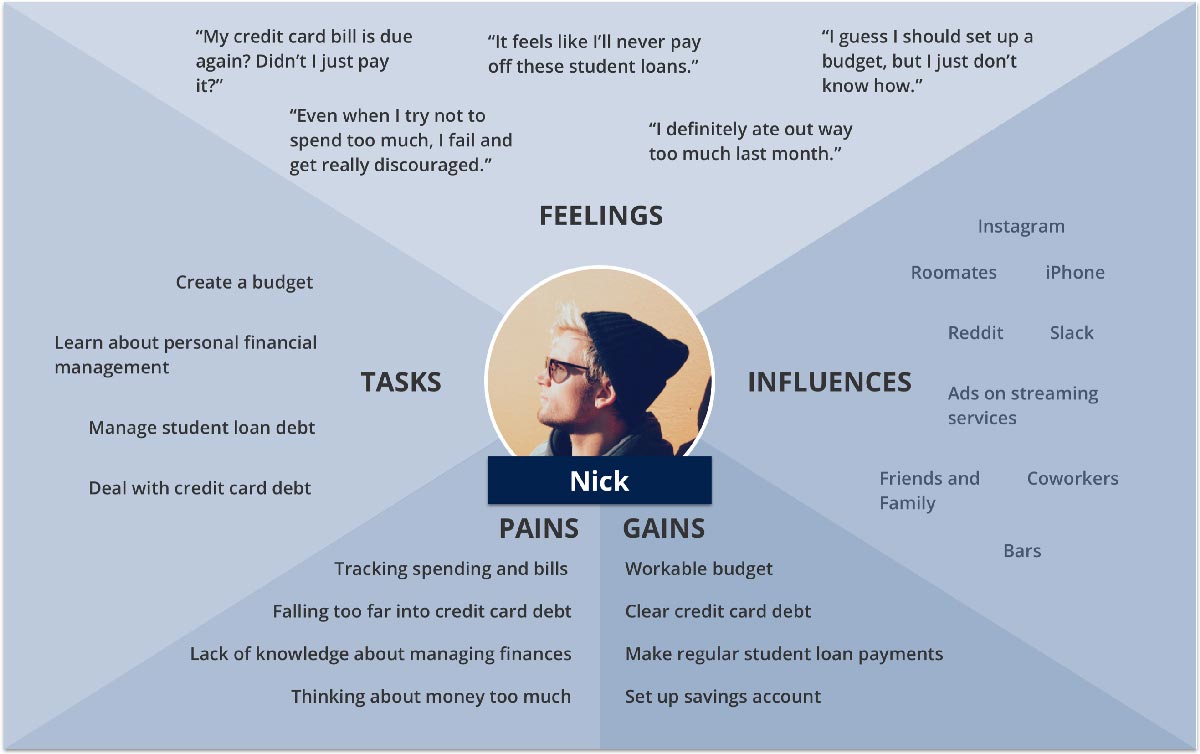 “My credit card bill is due
again? Didn’t I just pay
it?”
“It feels like I’ll never pay
off these student loans.”
“I guess I should set up a
budget, but I just don’t
know how.”
“Even when I try not to
spend too much, I fail and
get really discouraged.”
“I definitely ate out way
too much last month.”
FEELINGS
Create a budget
Learn about personal financial
management
Manage student loan debt
Deal with credit card debt
TASKS
Nick
INFLUENCES
Instagram
Roomates
iPhone
Reddit
Slack
Ads on streaming
services
Friends and
Family
Coworkers
Bars
PAINS
Tracking spending and bills
Falling too far into credit card debt
Lack of knowledge about managing finances
Thinking about money too much
GAINS
Workable budget
Clear credit card debt
Make regular student loan payments
Set up savings account